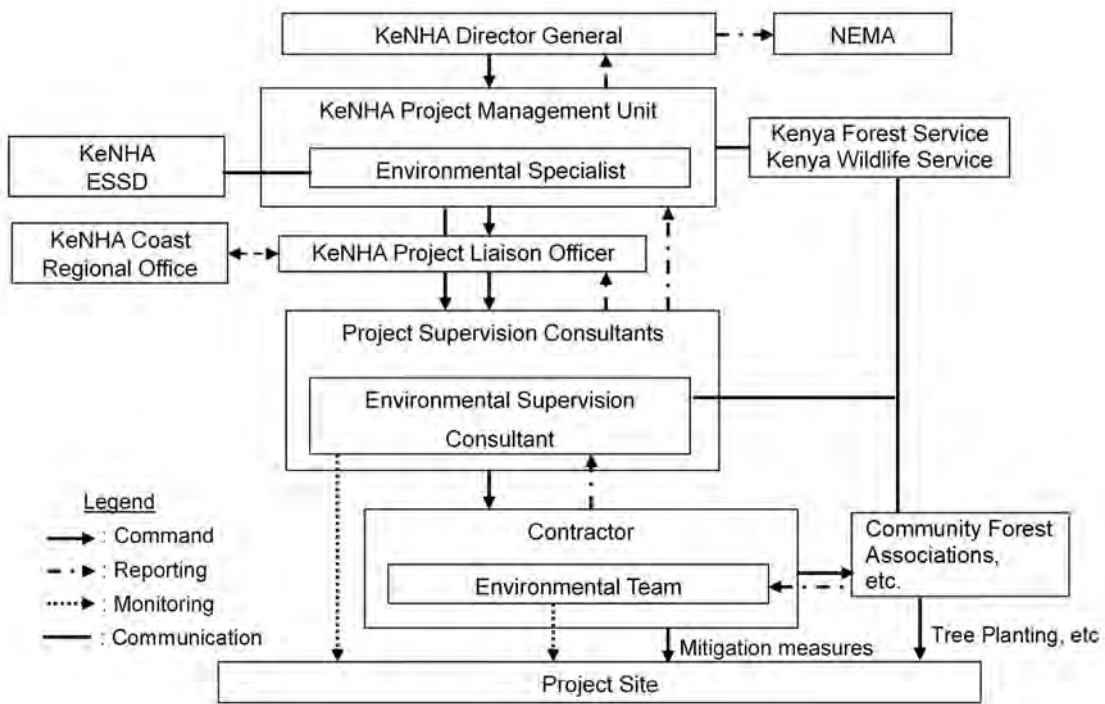 KeNHA Director General
NEMA
KeNHA Project Management Unit
Environmental Specialist
KeNHA
ESSD
Kenya Forest Service
Kenya Wildlife Service
KeNHA Coast
Regional Office
KeNHA Project Liaison Officer
Project Supervision Consultants
Environmental Supervision
Consultant
Legend
: Command
: Reporting
: Monitoring
: Communication
Contractor
Environmental Team
Community Forest
Associations,
etc.
Mitigation measures
Tree Planting, etc
Project Site